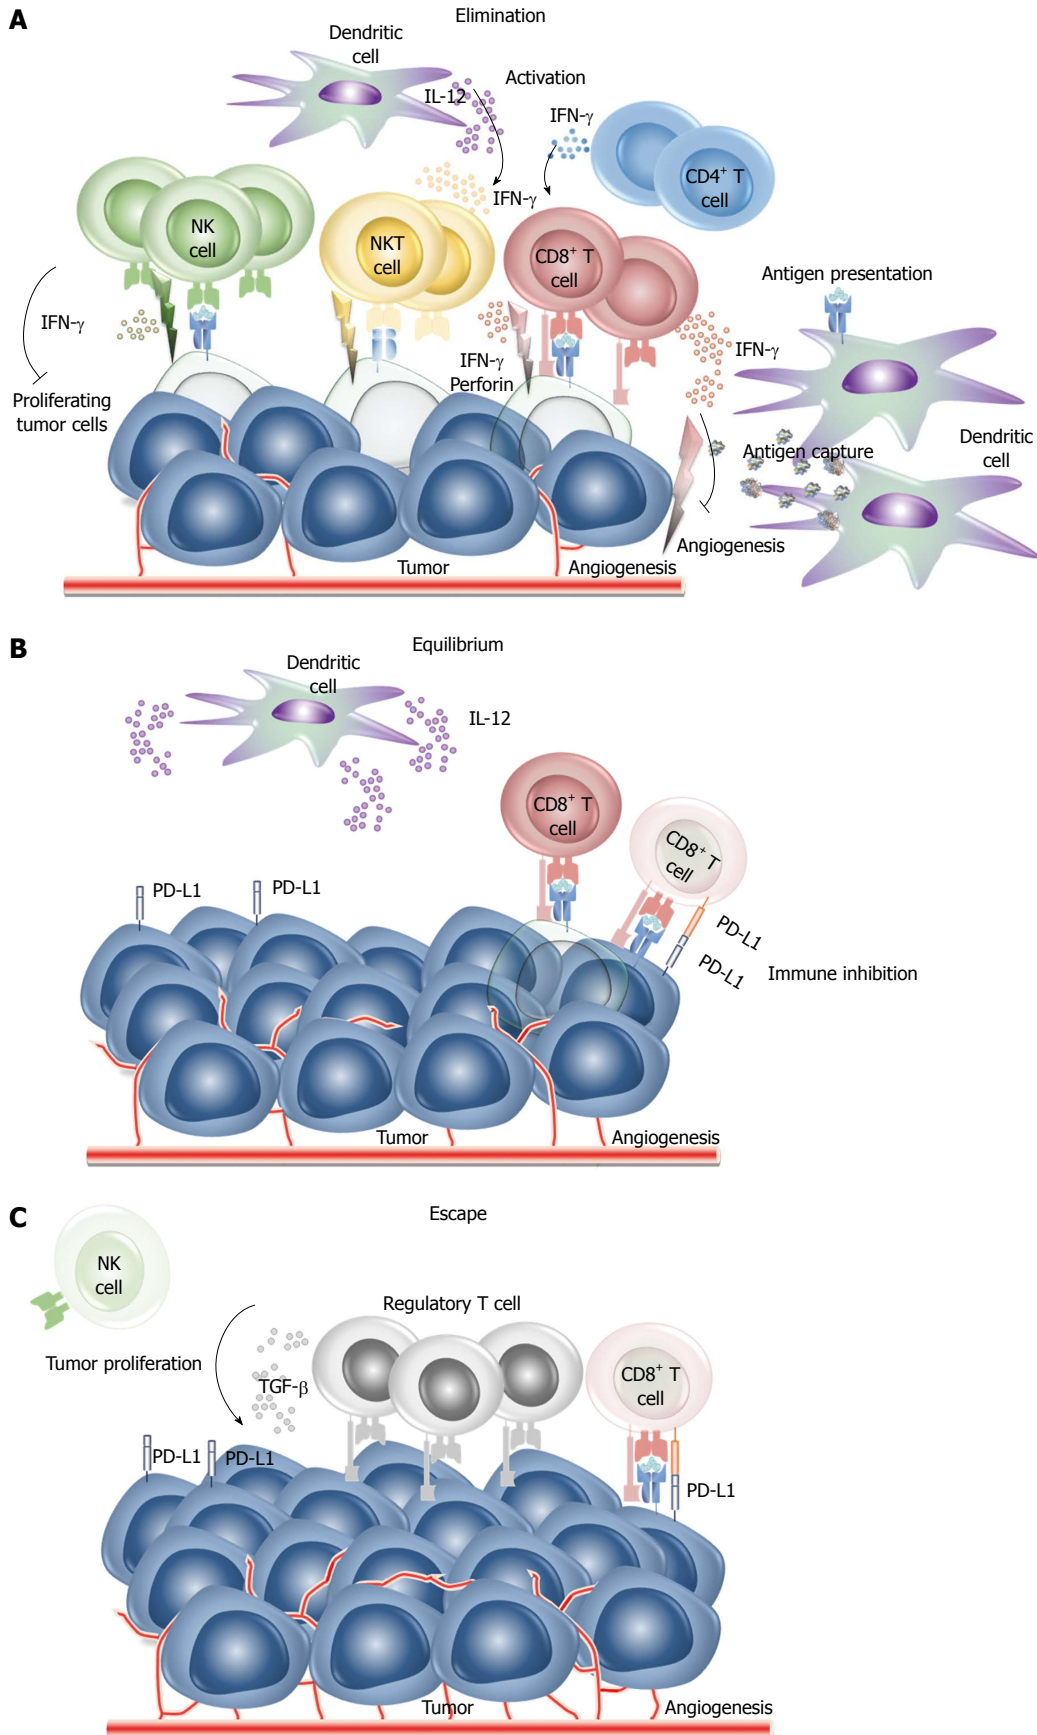 A
Elimination
Dendritic
cell
Activation
IL-12
IFN-γ
CD4+ T
cell
IFN-γ
NK
cell
NKT
cell
CD8+ T
cell
Antigen presentation
IFN-γ
IFN-γ
Perforin
IFN-γ
Proliferating
tumor cells
Antigen capture
Dendritic
cell
Angiogenesis
Tumor
Angiogenesis
B
Equilibrium
Dendritic
cell
IL-12
CD8+ T
cell
CD8+ T
cell
PD-L1
PD-L1
PD-L1
PD-L1
Immune inhibition
Tumor
Angiogenesis
C
Escape
NK
cell
Regulatory T cell
Tumor proliferation
TGF-β
CD8+ T
cell
PD-L1
PD-L1
PD-L1
Tumor
Angiogenesis